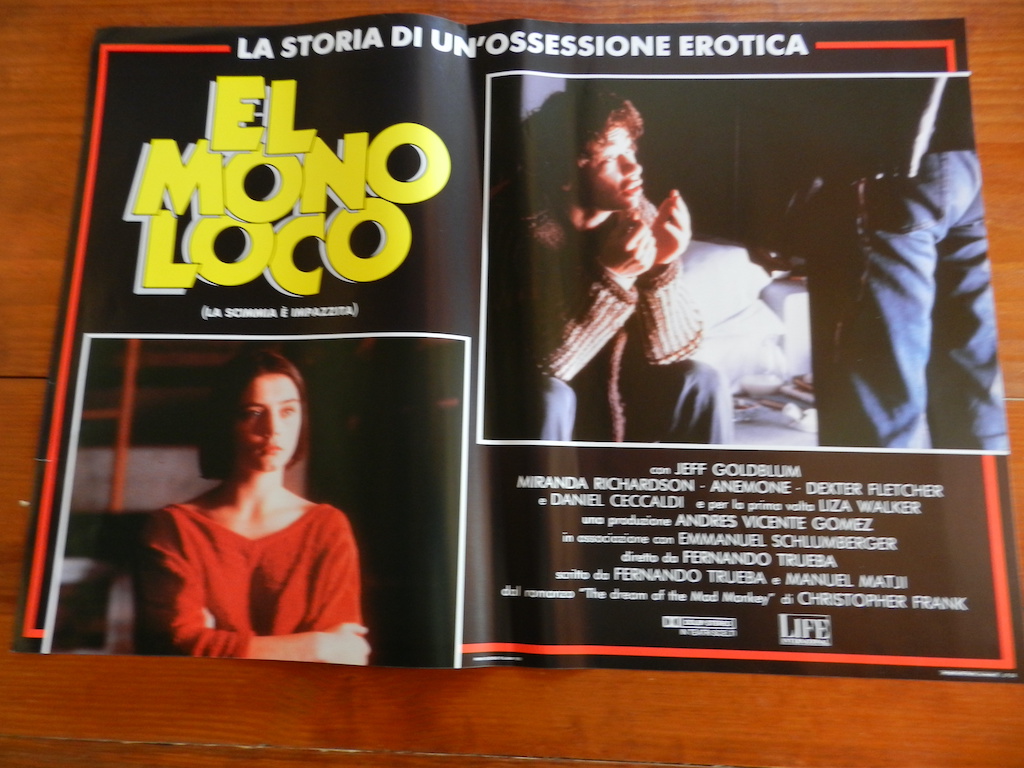 LA STORIA DI UN'OSSESSIONE EROTICA
EL
MONO
LOCO
(LA SCIMMIA È IMPAZZITA)
con JEFF GOLDBLUM
MIRANDA RICHARDSON - ANEMONE - DEXTER FLETCHER
e DANIEL CECCALDI e per la prima volta LIZA WALKER
una produzione ANDRES VICENTE GOMEZ
in associazione con EMMANUEL SCHLUMBERGER
diretto da FERNANDO TRUEBA
scritto da FERNANDO TRUEBA e MANUEL MATJI
dal romanzo "The dream of the Mad Monkey" di CHRISTOPHER FRANK
LIFE